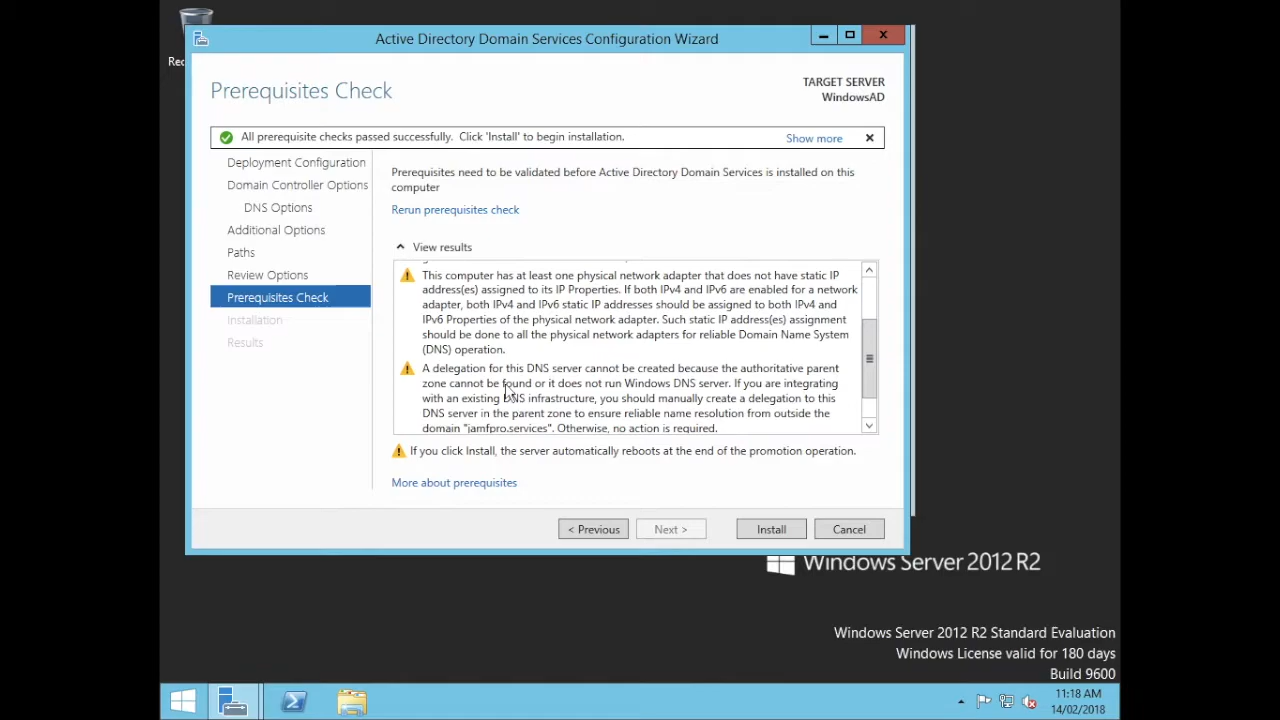 Active Directory Domain Services Configuration Wizard
Prerequisites Check
TARGET SERVER
WindowsAD
All prerequisite checks passed successfully. Click 'Install' to begin installation.
Show more
Deployment Configuration
Domain Controller Options
DNS Options
Additional Options
Paths
Review Options
Prerequisites Check
Installation
Results
Prerequisites need to be validated before Active Directory Domain Services is installed on this
computer
Rerun prerequisites check
View results
This computer has at least one physical network adapter that does not have static IP
address(es) assigned to its IP Properties. If both IPv4 and IPv6 are enabled for a network
adapter, both IPv4 and IPv6 static IP addresses should be assigned to both IPv4 and
IPv6 Properties of the physical network adapter. Such static IP address(es) assignment
should be done to all the physical network adapters for reliable Domain Name System
(DNS) operation.
A delegation for this DNS server cannot be created because the authoritative parent
zone cannot be found or it does not run Windows DNS server. If you are integrating
with an existing DNS infrastructure, you should manually create a delegation to this
DNS server in the parent zone to ensure reliable name resolution from outside the
domain "jamfpro.services". Otherwise, no action is required.
If you click Install, the server automatically reboots at the end of the promotion operation.
More about prerequisites
< Previous
Next >
Install
Cancel
Windows Server 2012 R2
Windows Server 2012 R2 Standard Evaluation
Windows License valid for 180 days
Build 9600
11:18 AM
14/02/2018